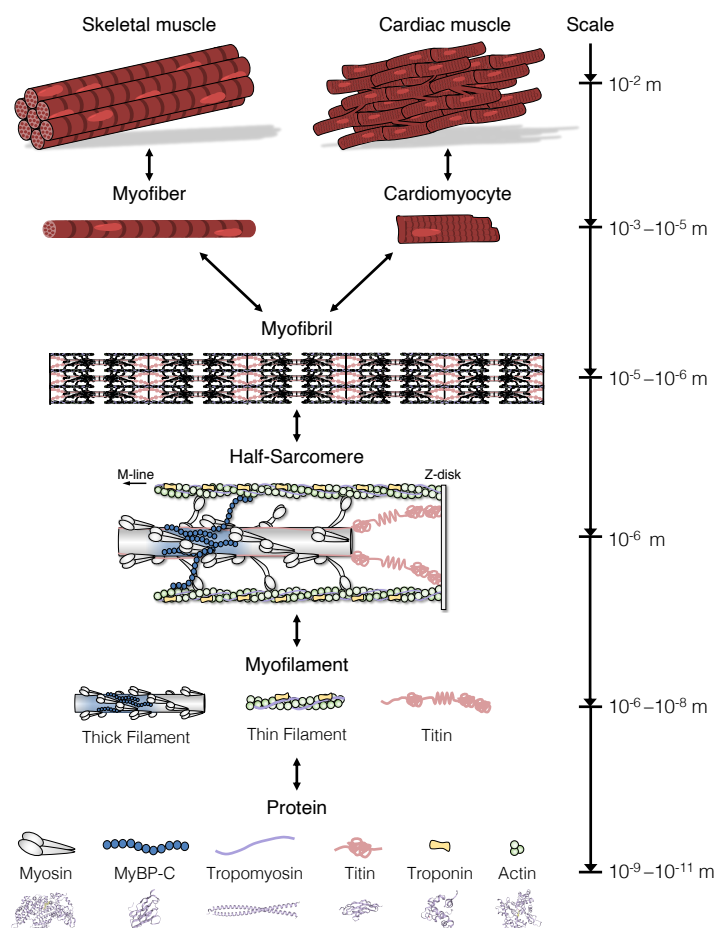 Skeletal muscle
Cardiac muscle
Scale
10⁻² m
Myofiber
Cardiomyocyte
10⁻³–10⁻⁵ m
Myofibril
10⁻⁵–10⁻⁶ m
Half-Sarcomere
M-line
Z-disk
10⁻⁶ m
Myofilament
10⁻⁶–10⁻⁸ m
Thick Filament
Thin Filament
Titin
Protein
Myosin
MyBP-C
Tropomyosin
Titin
Troponin
Actin
10⁻⁹–10⁻¹¹ m